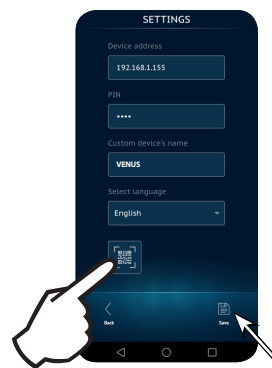 SETTINGS
Device address
192.168.1.155
PIN
••••
Custom device's name
VENUS
Select language
English
Back Save